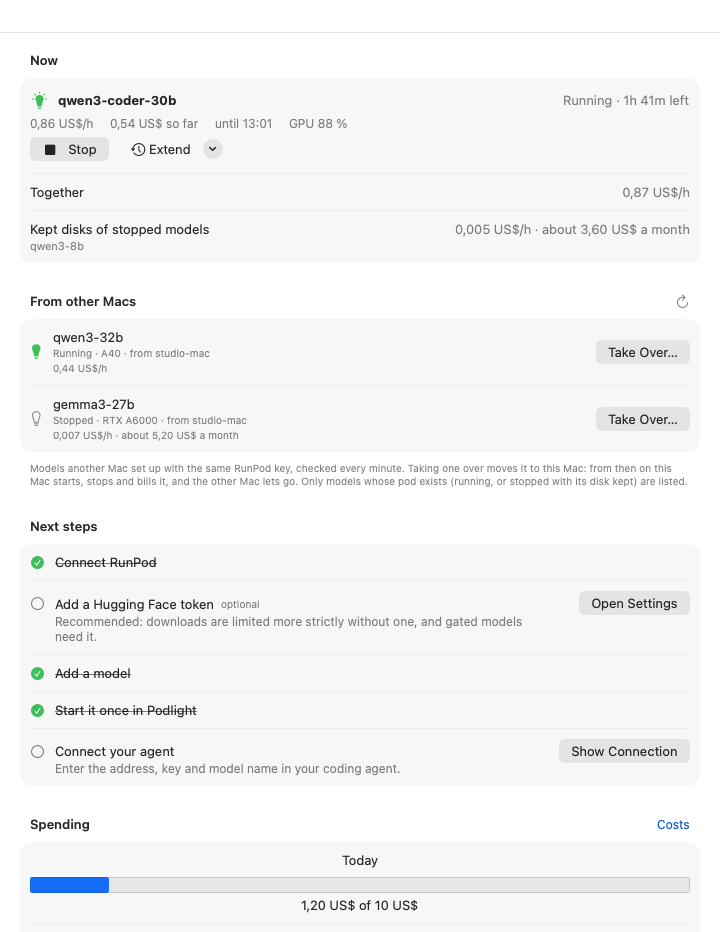 Now
qwen3-coder-30b
Running · 1h 41m left
0,86 US$/h 0,54 US$ so far until 13:01 GPU 88 %
Stop Extend
Together
0,87 US$/h
Kept disks of stopped models
0,005 US$/h · about 3,60 US$ a month
qwen3-8b
From other Macs
qwen3-32b
Running · A40 · from studio-mac
0,44 US$/h
Take Over...
gemma3-27b
Stopped · RTX A6000 · from studio-mac
0,007 US$/h · about 5,20 US$ a month
Take Over...
Models another Mac set up with the same RunPod key, checked every minute. Taking one over moves it to this Mac: from then on this
Mac starts, stops and bills it, and the other Mac lets go. Only models whose pod exists (running, or stopped with its disk kept) are listed.
Next steps
Connect RunPod
Add a Hugging Face token optional
Open Settings
Recommended: downloads are limited more strictly without one, and gated models
need it.
Add a model
Start it once in Podlight
Connect your agent
Show Connection
Enter the address, key and model name in your coding agent.
Spending
Costs
Today
1,20 US$ of 10 US$